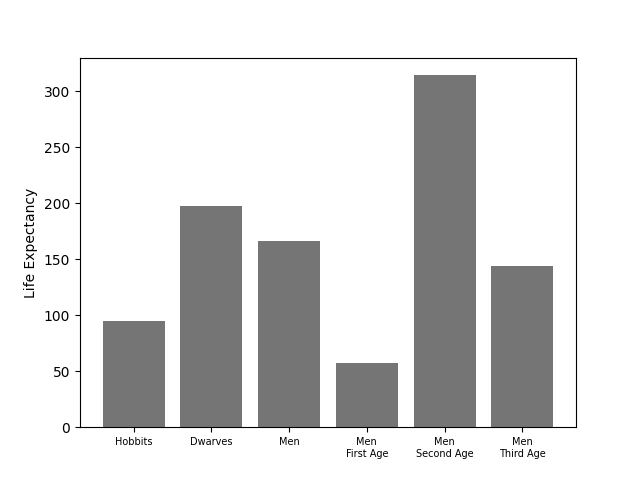 Life Expectancy
300
250
200
150
100
50
0
Hobbits
Dwarves
Men
Men
First Age
Men
Second Age
Men
Third Age